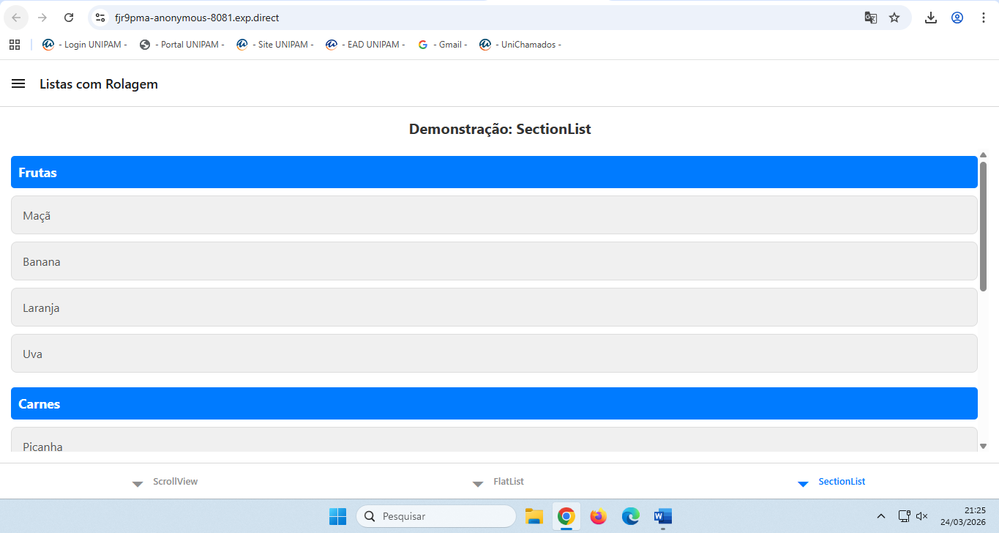 fjr9pma-anonymous-8081.exp.direct
- Login UNIPAM - - Portal UNIPAM - - Site UNIPAM - - EAD UNIPAM - - Gmail - - UniChamados -
Listas com Rolagem
Demonstração: SectionList
Frutas
Maçã
Banana
Laranja
Uva
Carnes
Picanha
ScrollView FlatList SectionList
Pesquisar
21:25
24/03/2026